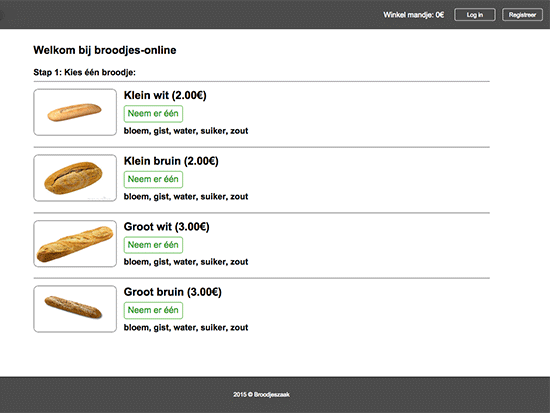 Winkel mandje: 0€ Log in Registreer
Welkom bij broodjes-online
Stap 1: Kies één broodje:
Klein wit (2.00€)
Neem er één
bloem, gist, water, suiker, zout
Klein bruin (2.00€)
Neem er één
bloem, gist, water, suiker, zout
Groot wit (3.00€)
Neem er één
bloem, gist, water, suiker, zout
Groot bruin (3.00€)
Neem er één
bloem, gist, water, suiker, zout
2015 © Broodjeszaak